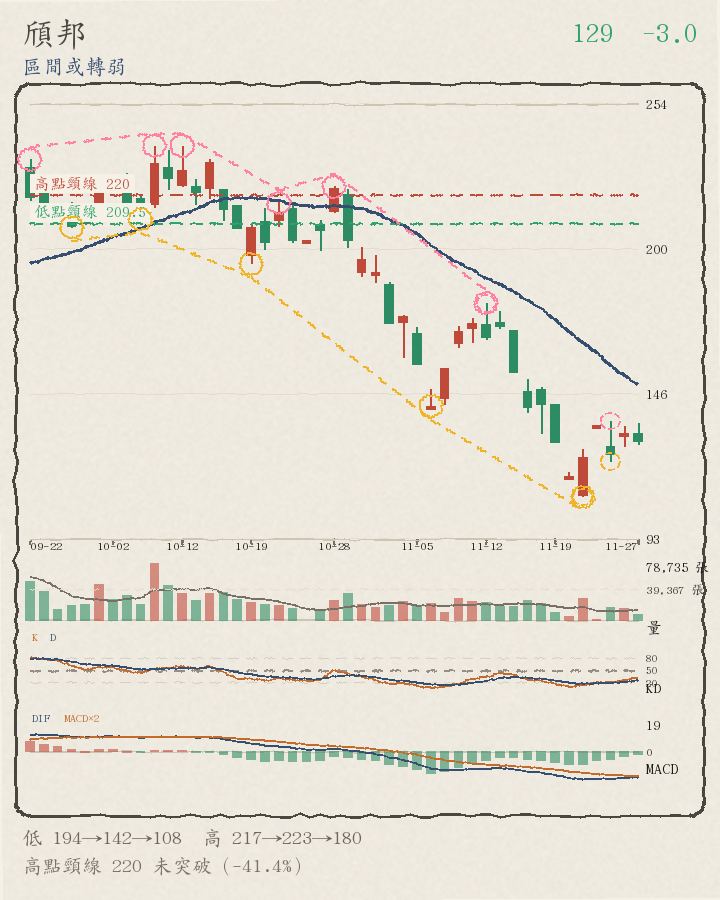 頎邦
129 -3.0
區間或轉弱
254
高點頸線 220
低點頸線 209.5
200
146
93
09-22 10-02 10-12 10-19 10-28 11-05 11-12 11-19 11-27
78,735 張
39,367 張
量
K D
80
50
20
KD
DIF MACD×2
19
0
MACD
低 194→142→108 高 217→223→180
高點頸線 220 未突破 (-41.4%)